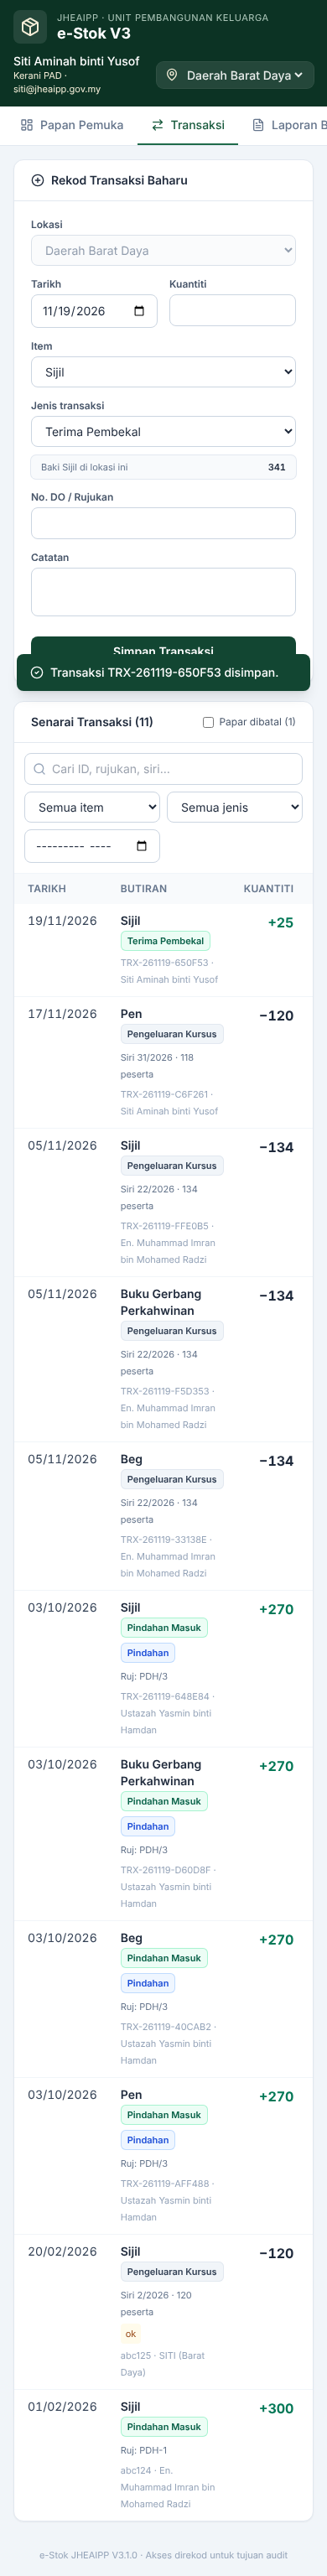 JHEAIPP · UNIT PEMBANGUNAN KELUARGA
e-Stok V3
Siti Aminah binti Yusof
Kerani PAD ·
siti@jheaipp.gov.my
Daerah Barat Daya
Papan Pemuka
Transaksi
Laporan B
Rekod Transaksi Baharu
Lokasi
Daerah Barat Daya
Tarikh
Kuantiti
11/19/2026
Item
Sijil
Jenis transaksi
Terima Pembekal
Baki Sijil di lokasi ini
341
No. DO / Rujukan
Catatan
Simpan Transaksi
Transaksi TRX-261119-650F53 disimpan.
Senarai Transaksi (11)
Papar dibatal (1)
Cari ID, rujukan, siri...
Semua item
Semua jenis
--------- ----
TARIKH BUTIRAN KUANTITI
19/11/2026 Sijil +25
Terima Pembekal
TRX-261119-650F53 ·
Siti Aminah binti Yusof
17/11/2026 Pen −120
Pengeluaran Kursus
Siri 31/2026 · 118
peserta
TRX-261119-C6F261 ·
Siti Aminah binti Yusof
05/11/2026 Sijil −134
Pengeluaran Kursus
Siri 22/2026 · 134
peserta
TRX-261119-FFE0B5 ·
En. Muhammad Imran
bin Mohamed Radzi
05/11/2026 Buku Gerbang −134
Perkahwinan
Pengeluaran Kursus
Siri 22/2026 · 134
peserta
TRX-261119-F5D353 ·
En. Muhammad Imran
bin Mohamed Radzi
05/11/2026 Beg −134
Pengeluaran Kursus
Siri 22/2026 · 134
peserta
TRX-261119-33138E ·
En. Muhammad Imran
bin Mohamed Radzi
03/10/2026 Sijil +270
Pindahan Masuk
Pindahan
Ruj: PDH/3
TRX-261119-648E84 ·
Ustazah Yasmin binti
Hamdan
03/10/2026 Buku Gerbang +270
Perkahwinan
Pindahan Masuk
Pindahan
Ruj: PDH/3
TRX-261119-D60D8F ·
Ustazah Yasmin binti
Hamdan
03/10/2026 Beg +270
Pindahan Masuk
Pindahan
Ruj: PDH/3
TRX-261119-40CAB2 ·
Ustazah Yasmin binti
Hamdan
03/10/2026 Pen +270
Pindahan Masuk
Pindahan
Ruj: PDH/3
TRX-261119-AFF488 ·
Ustazah Yasmin binti
Hamdan
20/02/2026 Sijil −120
Pengeluaran Kursus
Siri 2/2026 · 120
peserta
ok
abc125 · SITI (Barat
Daya)
01/02/2026 Sijil +300
Pindahan Masuk
Ruj: PDH-1
abc124 · En.
Muhammad Imran bin
Mohamed Radzi
e-Stok JHEAIPP V3.1.0 · Akses direkod untuk tujuan audit